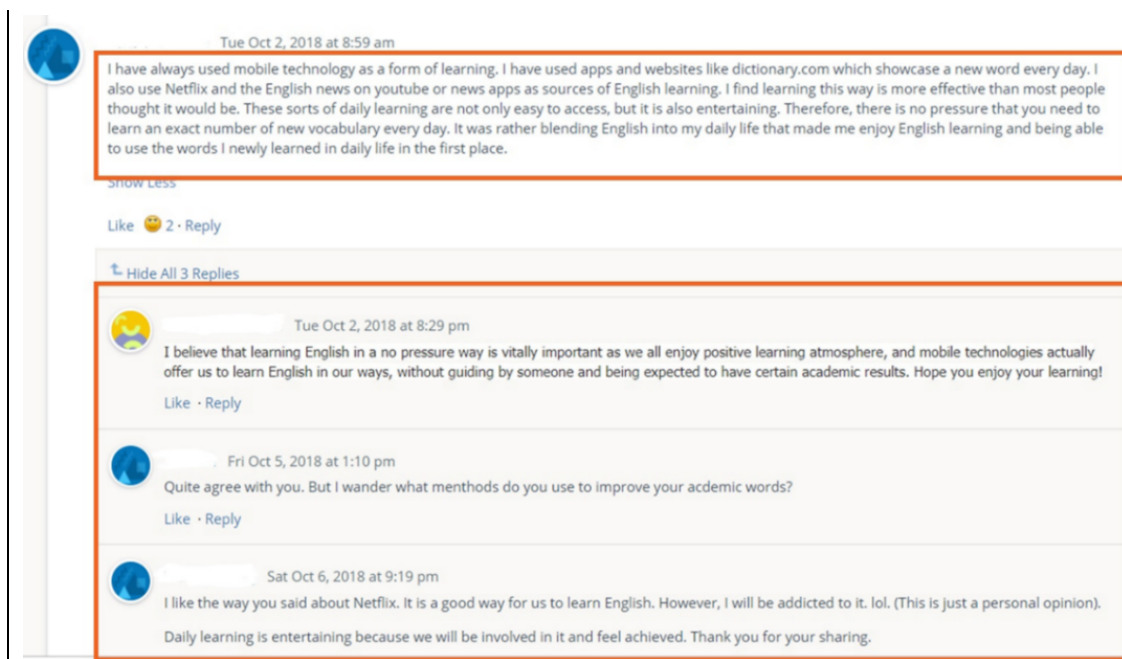 Tue Oct 2, 2018 at 8:59 am
I have always used mobile technology as a form of learning. I have used apps and websites like dictionary.com which showcase a new word every day. I
also use Netflix and the English news on youtube or news apps as sources of English learning. I find learning this way is more effective than most people
thought it would be. These sorts of daily learning are not only easy to access, but it is also entertaining. Therefore, there is no pressure that you need to
learn an exact number of new vocabulary every day. It was rather blending English into my daily life that made me enjoy English learning and being able
to use the words I newly learned in daily life in the first place.
Show Less
Like 2 · Reply
Hide All 3 Replies
Tue Oct 2, 2018 at 8:29 pm
I believe that learning English in a no pressure way is vitally important as we all enjoy positive learning atmosphere, and mobile technologies actually
offer us to learn English in our ways, without guiding by someone and being expected to have certain academic results. Hope you enjoy your learning!
Like · Reply
Fri Oct 5, 2018 at 1:10 pm
Quite agree with you. But I wander what menthods do you use to improve your acdemic words?
Like · Reply
Sat Oct 6, 2018 at 9:19 pm
I like the way you said about Netflix. It is a good way for us to learn English. However, I will be addicted to it. lol. (This is just a personal opinion).
Daily learning is entertaining because we will be involved in it and feel achieved. Thank you for your sharing.